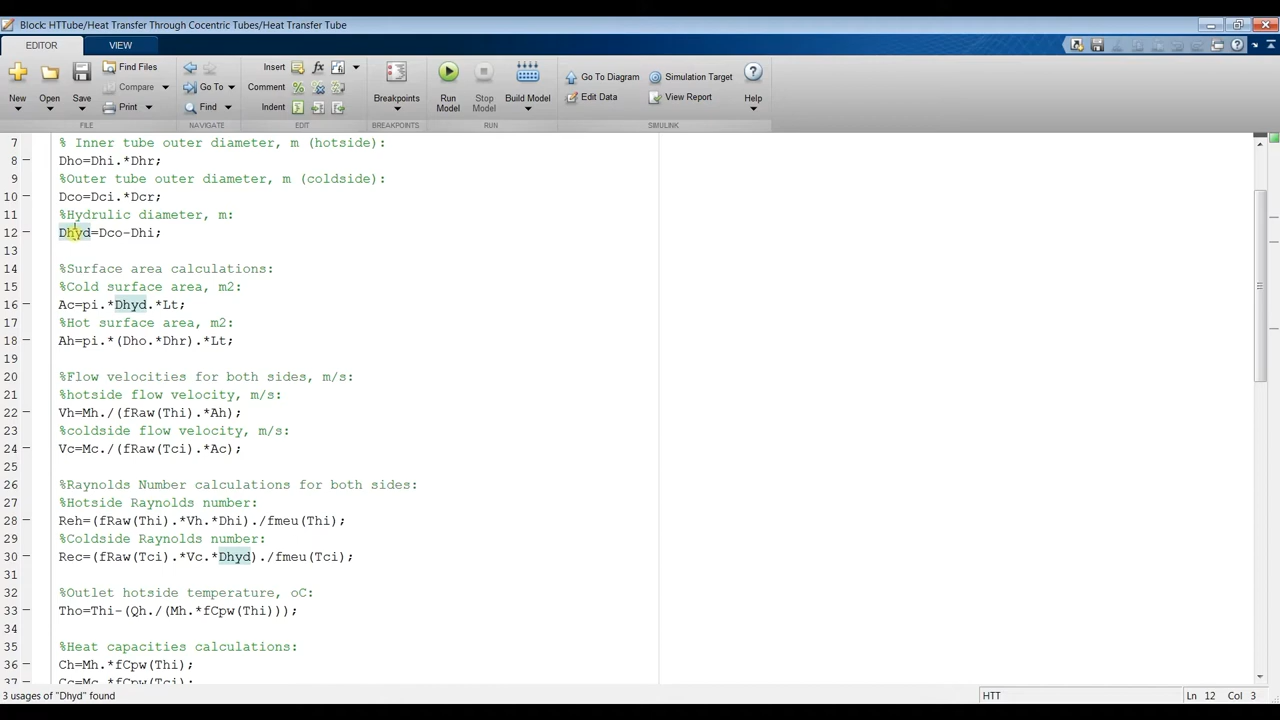 Block: HTTube/Heat Transfer Through Cocentric Tubes/Heat Transfer Tube
EDITOR VIEW
New Open Save Find Files Compare Print
FILE
Go To Find
NAVIGATE
Insert Comment Indent
EDIT
Breakpoints
BREAKPOINTS
Run Model Stop Model Build Model
RUN
Go To Diagram Simulation Target
Edit Data View Report Help
SIMULINK
7 % Inner tube outer diameter, m (hotside):
8 Dho=Dhi.*Dhr;
9 %Outer tube outer diameter, m (coldside):
10 Dco=Dci.*Dcr;
11 %Hydrulic diameter, m:
12 Dhyd=Dco-Dhi;
13
14 %Surface area calculations:
15 %Cold surface area, m2:
16 Ac=pi.*Dhyd.*Lt;
17 %Hot surface area, m2:
18 Ah=pi.*(Dho.*Dhr).*Lt;
19
20 %Flow velocities for both sides, m/s:
21 %hotside flow velocity, m/s:
22 Vh=Mh./(fRaw(Thi).*Ah);
23 %coldside flow velocity, m/s:
24 Vc=Mc./(fRaw(Tci).*Ac);
25
26 %Raynolds Number calculations for both sides:
27 %Hotside Raynolds number:
28 Reh=(fRaw(Thi).*Vh.*Dhi)./fmeu(Thi);
29 %Coldside Raynolds number:
30 Rec=(fRaw(Tci).*Vc.*Dhyd)./fmeu(Tci);
31
32 %Outlet hotside temperature, oC:
33 Tho=Thi-(Qh./(Mh.*fCpw(Thi)));
34
35 %Heat capacities calculations:
36 Ch=Mh.*fCpw(Thi);
37 Cc=Mc.*fCpw(Tci);
3 usages of "Dhyd" found
HTT
Ln 12 Col 3